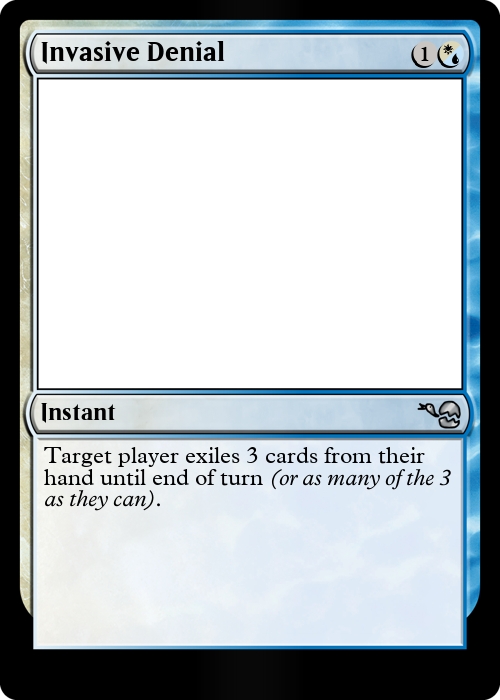 Invasive Denial 1
Instant
Target player exiles 3 cards from their
hand until end of turn (or as many of the 3
as they can).